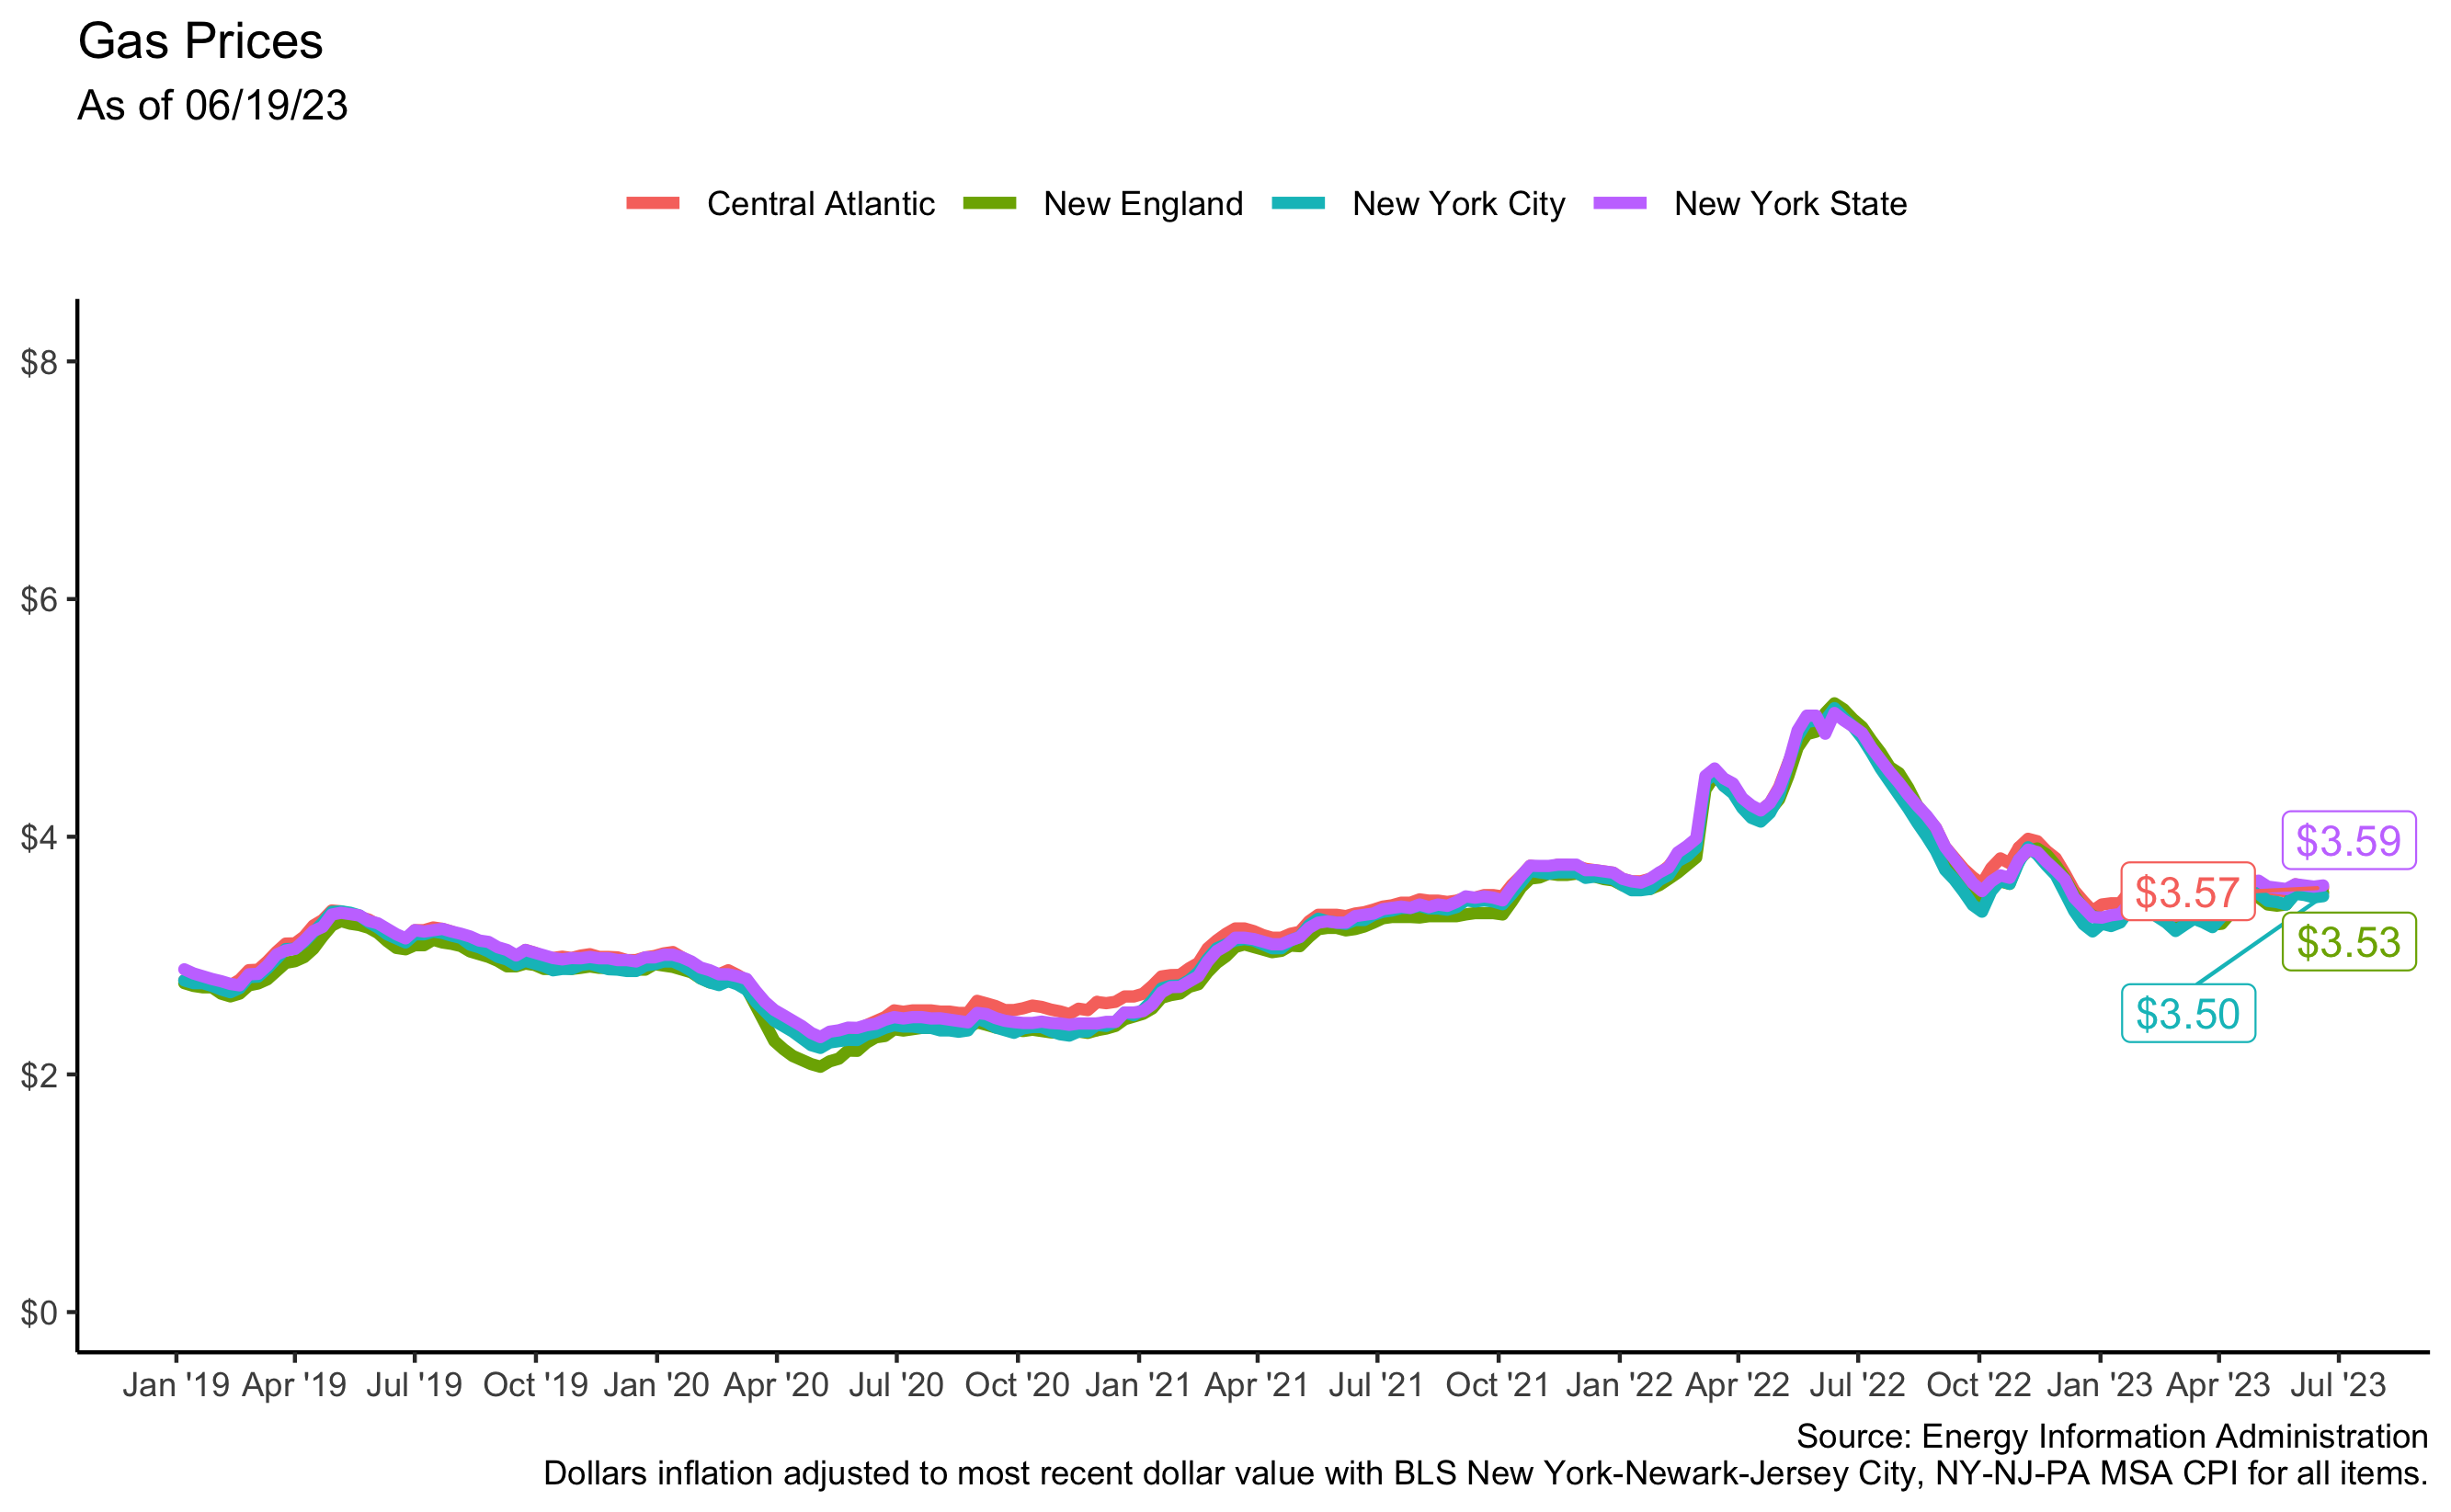 Gas Prices
As of 06/19/23
Central Atlantic New England New York City New York State
$8
$6
$4
$2
$0
$3.59
$3.57
$3.53
$3.50
Jan '19 Apr '19 Jul '19 Oct '19 Jan '20 Apr '20 Jul '20 Oct '20 Jan '21 Apr '21 Jul '21 Oct '21 Jan '22 Apr '22 Jul '22 Oct '22 Jan '23 Apr '23 Jul '23
Source: Energy Information Administration
Dollars inflation adjusted to most recent dollar value with BLS New York-Newark-Jersey City, NY-NJ-PA MSA CPI for all items.